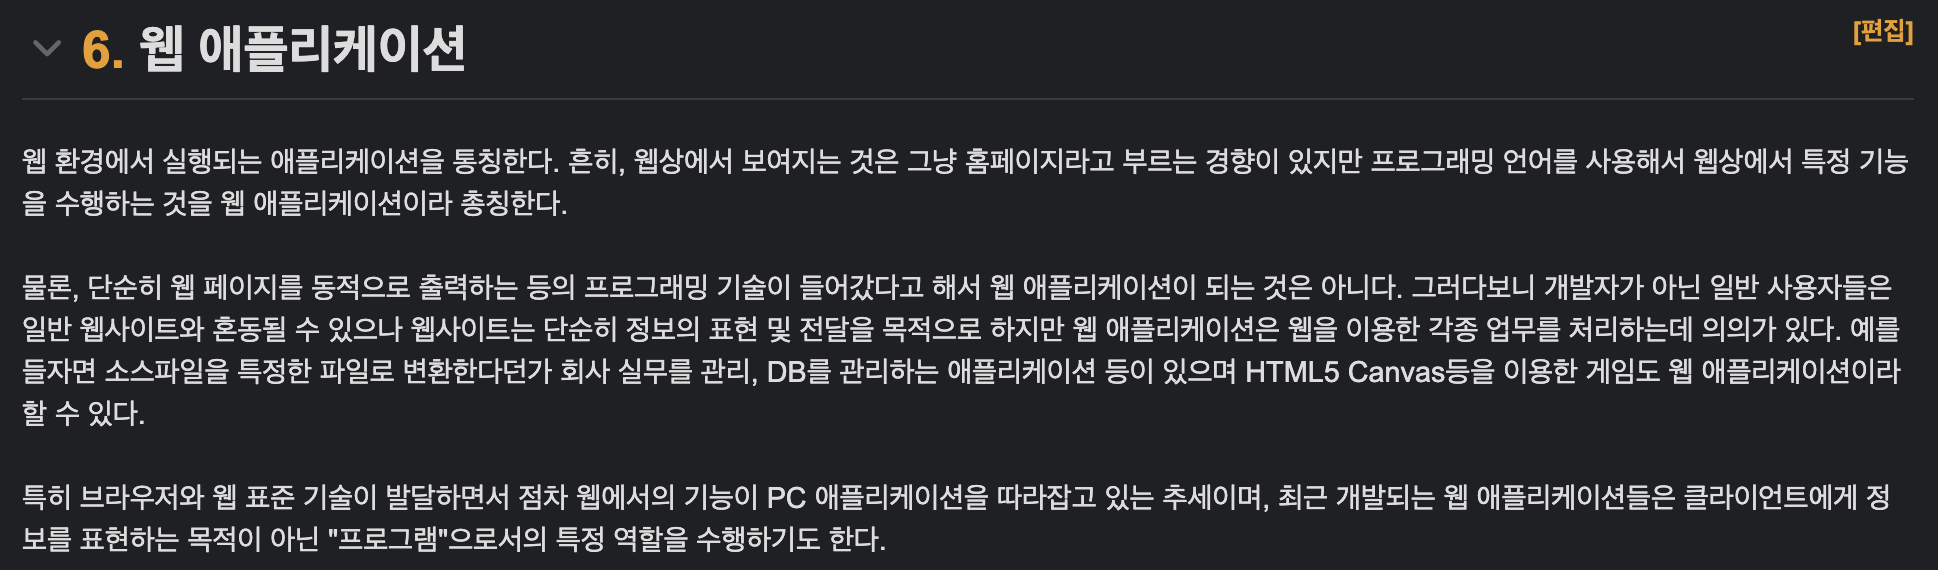 6. 웹 애플리케이션
[편집]
웹 환경에서 실행되는 애플리케이션을 통칭한다. 흔히, 웹상에서 보여지는 것은 그냥 홈페이지라고 부르는 경향이 있지만 프로그래밍 언어를 사용해서 웹상에서 특정 기능
을 수행하는 것을 웹 애플리케이션이라 총칭한다.
물론, 단순히 웹 페이지를 동적으로 출력하는 등의 프로그래밍 기술이 들어갔다고 해서 웹 애플리케이션이 되는 것은 아니다. 그러다보니 개발자가 아닌 일반 사용자들은
일반 웹사이트와 혼동될 수 있으나 웹사이트는 단순히 정보의 표현 및 전달을 목적으로 하지만 웹 애플리케이션은 웹을 이용한 각종 업무를 처리하는데 의의가 있다. 예를
들자면 소스파일을 특정한 파일로 변환한다던가 회사 실무를 관리, DB를 관리하는 애플리케이션 등이 있으며 HTML5 Canvas등을 이용한 게임도 웹 애플리케이션이라
할 수 있다.
특히 브라우저와 웹 표준 기술이 발달하면서 점차 웹에서의 기능이 PC 애플리케이션을 따라잡고 있는 추세이며, 최근 개발되는 웹 애플리케이션들은 클라이언트에게 정
보를 표현하는 목적이 아닌 "프로그램"으로서의 특정 역할을 수행하기도 한다.